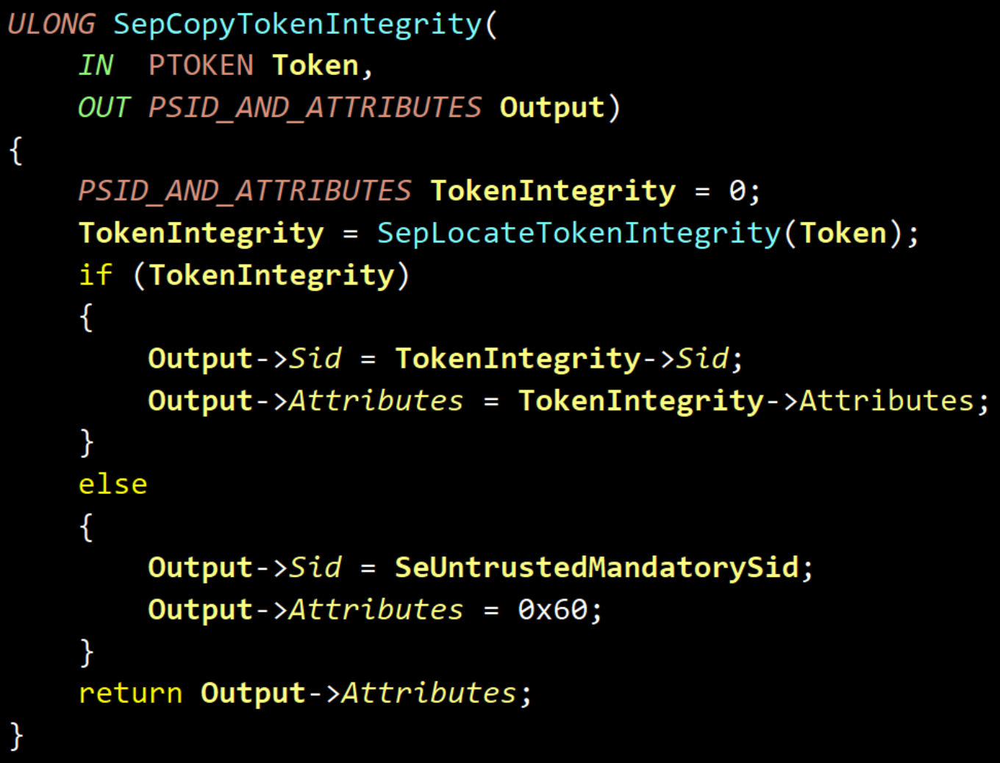 ULONG SepCopyTokenIntegrity(
    IN  PTOKEN Token,
    OUT PSID_AND_ATTRIBUTES Output)
{
    PSID_AND_ATTRIBUTES TokenIntegrity = 0;
    TokenIntegrity = SepLocateTokenIntegrity(Token);
    if (TokenIntegrity)
    {
        Output->Sid = TokenIntegrity->Sid;
        Output->Attributes = TokenIntegrity->Attributes;
    }
    else
    {
        Output->Sid = SeUntrustedMandatorySid;
        Output->Attributes = 0x60;
    }
    return Output->Attributes;
}